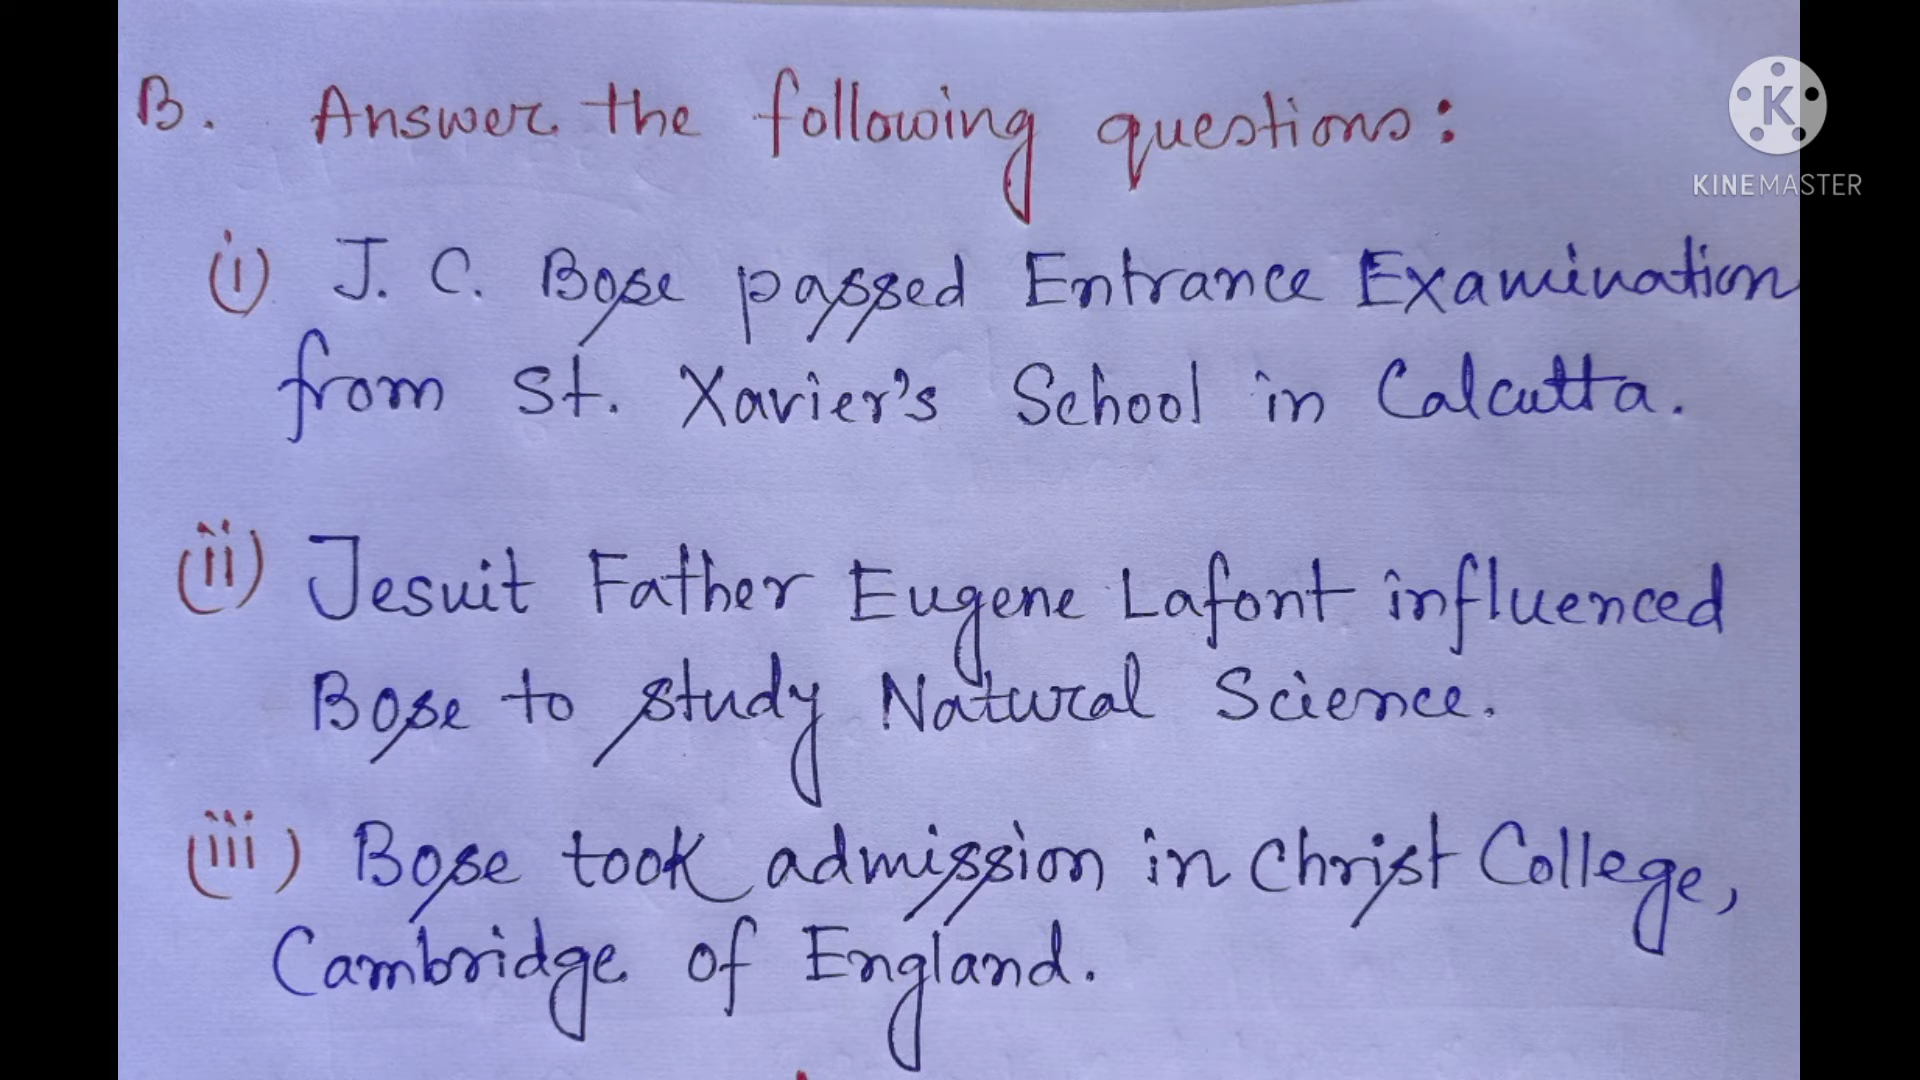 B. Answer the following questions:
K
KINEMASTER
(i) J. C. Bose passed Entrance Examination
from St. Xavier's School in Calcutta.
(ii) Jesuit Father Eugene Lafont influenced
Bose to study Natural Science.
(iii) Bose took admission in Christ College,
Cambridge of England.